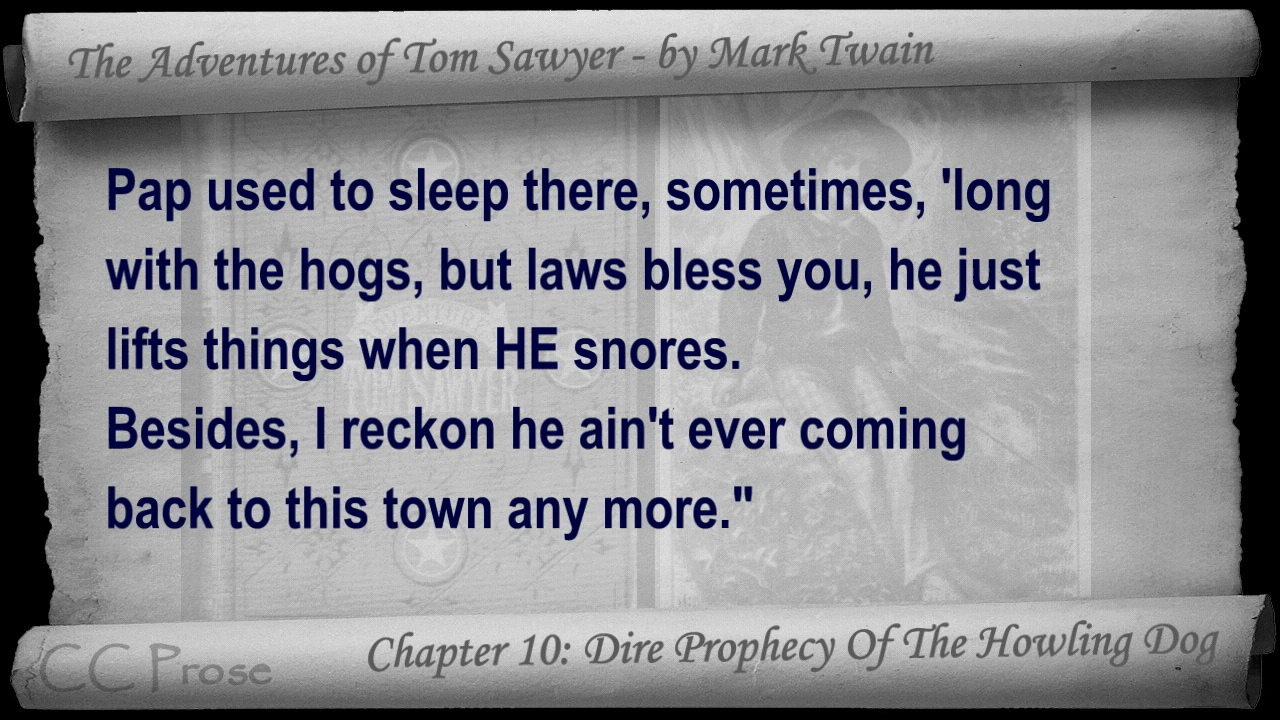 The Adventures of Tom Sawyer - by Mark Twain
Pap used to sleep there, sometimes, 'long
with the hogs, but laws bless you, he just
lifts things when HE snores.
Besides, I reckon he ain't ever coming
back to this town any more."
TOM SAWYER
Chapter 10: Dire Prophecy Of The Howling Dog
CC Prose